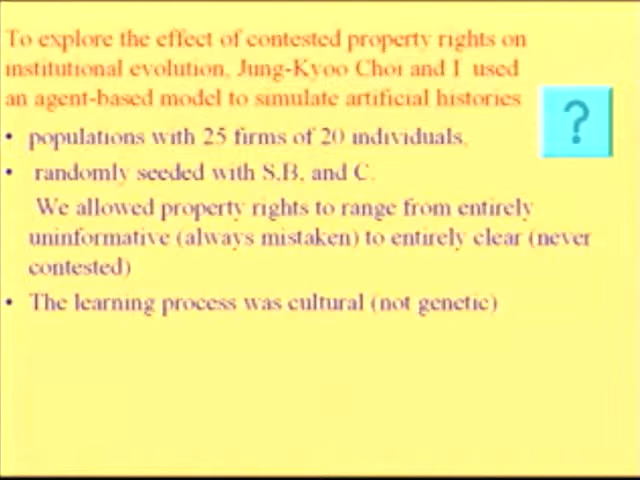 To explore the effect of contested property rights on
institutional evolution, Jung-Kyoo Choi and I used
an agent-based model to simulate artificial histories
?
• populations with 25 firms of 20 individuals,
• randomly seeded with S,B, and C.
We allowed property rights to range from entirely
uninformative (always mistaken) to entirely clear (never
contested)
• The learning process was cultural (not genetic)